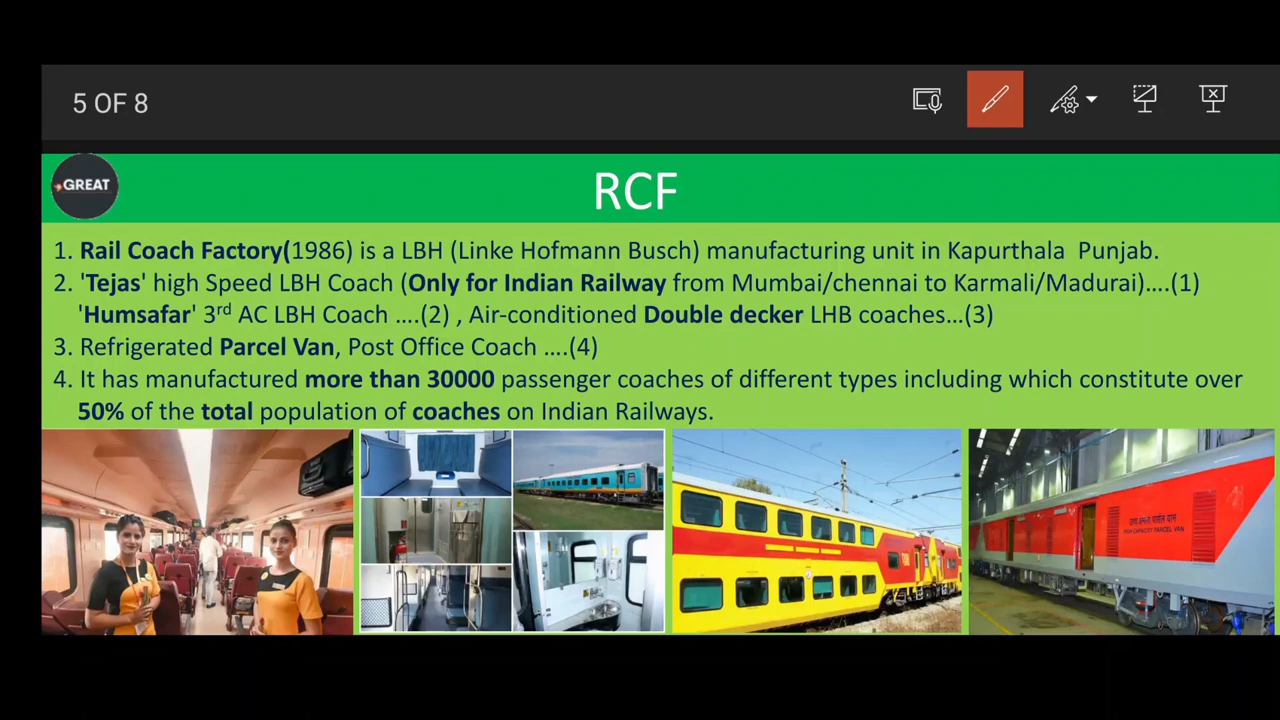 5 OF 8
GREAT
RCF
1. Rail Coach Factory(1986) is a LBH (Linke Hofmann Busch) manufacturing unit in Kapurthala Punjab.
2. 'Tejas' high Speed LBH Coach (Only for Indian Railway from Mumbai/chennai to Karmali/Madurai)....(1)
'Humsafar' 3rd AC LBH Coach ....(2) , Air-conditioned Double decker LHB coaches...(3)
3. Refrigerated Parcel Van, Post Office Coach ....(4)
4. It has manufactured more than 30000 passenger coaches of different types including which constitute over
50% of the total population of coaches on Indian Railways.
HIGH CAPACITY PARCEL VAN